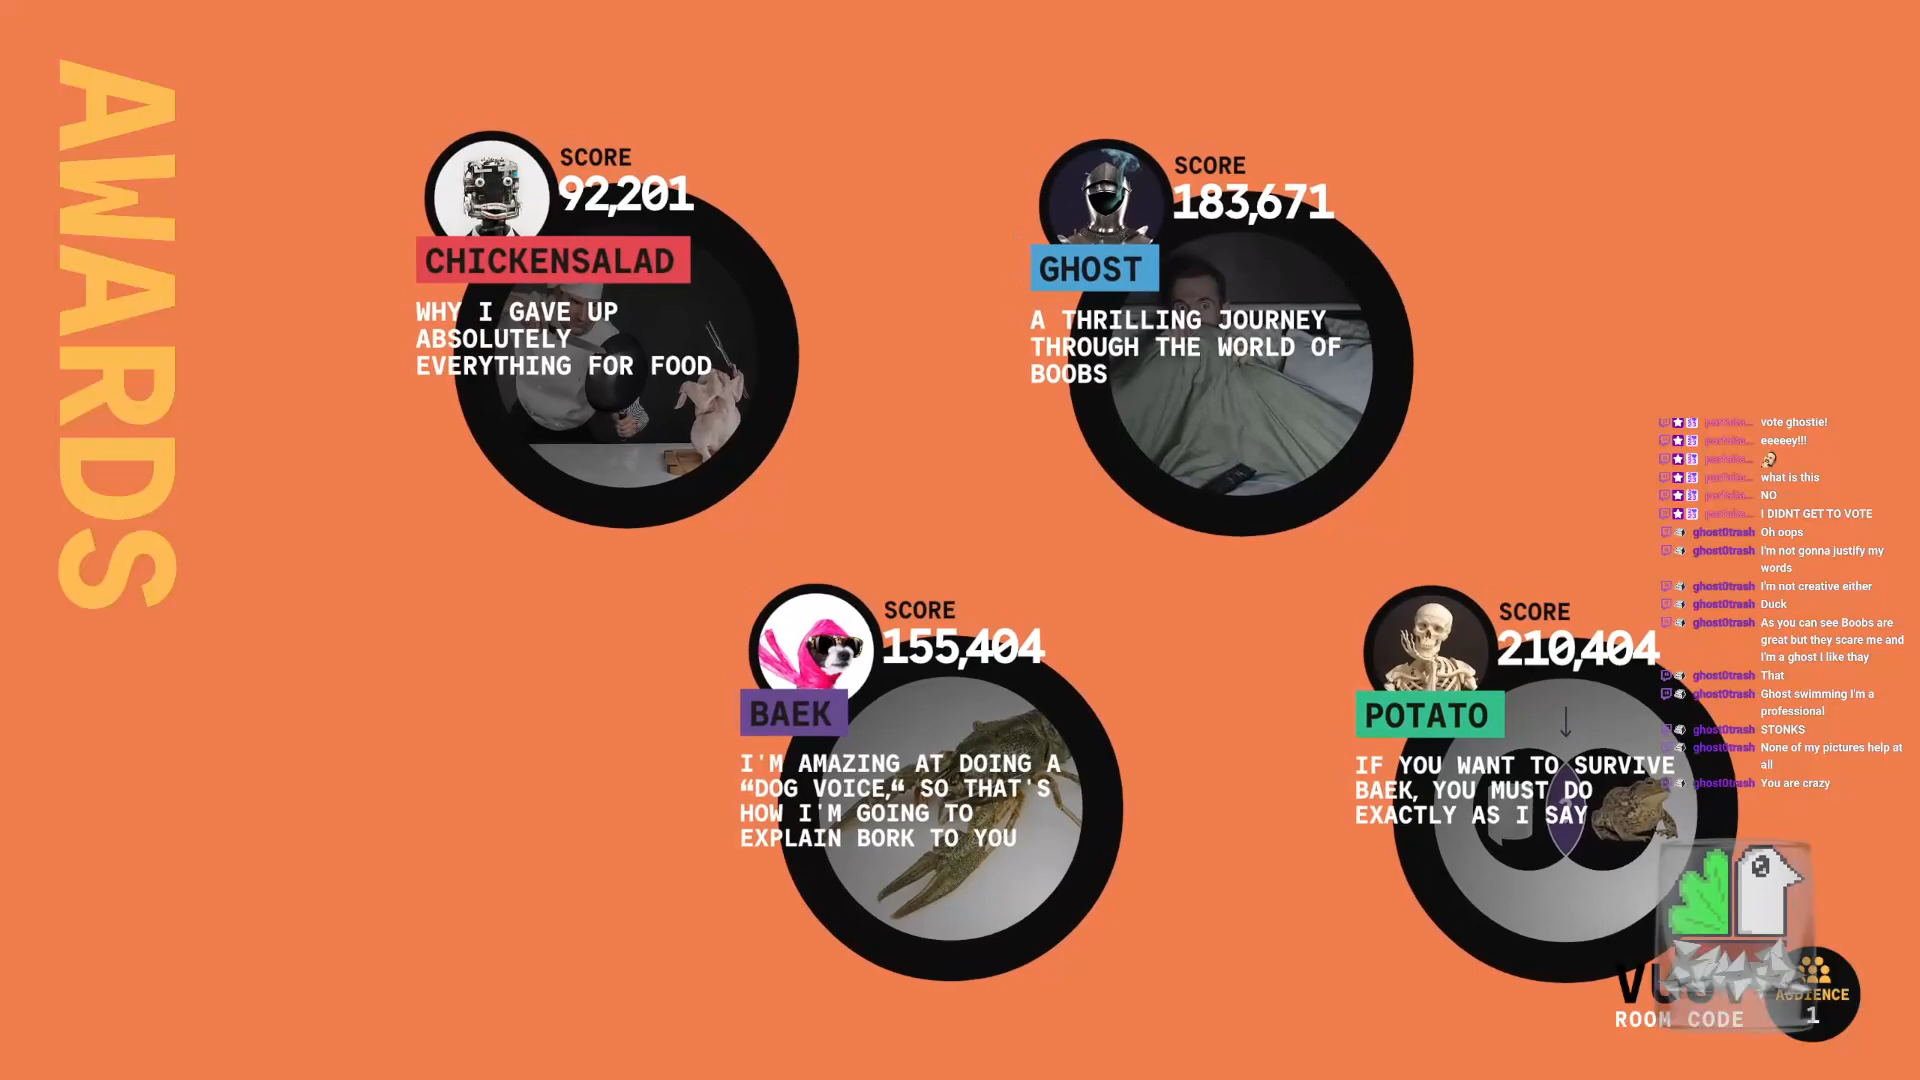 AWARDS
SCORE
92,201
CHICKENSALAD
WHY I GAVE UP
ABSOLUTELY
EVERYTHING FOR FOOD
SCORE
183,671
GHOST
A THRILLING JOURNEY
THROUGH THE WORLD OF
BOOBS
SCORE
155,404
BAEK
I'M AMAZING AT DOING A
“DOG VOICE,“ SO THAT'S
HOW I'M GOING TO
EXPLAIN BORK TO YOU
SCORE
210,404
POTATO
IF YOU WANT TO SURVIVE
BAEK, YOU MUST DO
EXACTLY AS I SAY
vote ghostie!
eeeeey!!!
what is this
NO
I DIDNT GET TO VOTE
ghost0trash Oh oops
ghost0trash I'm not gonna justify my
words
ghost0trash I'm not creative either
ghost0trash Duck
ghost0trash As you can see Boobs are
great but they scare me and
I'm a ghost I like thay
ghost0trash That
ghost0trash Ghost swimming I'm a
professional
ghost0trash STONKS
ghost0trash None of my pictures help at
all
ghost0trash You are crazy
ROOM CODE
AUDIENCE
1